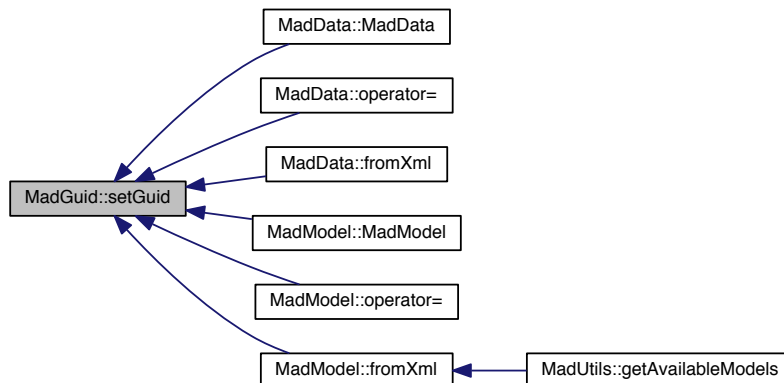 MadData::MadData
MadData::operator=
MadData::fromXml
MadGuid::setGuid
MadModel::MadModel
MadModel::operator=
MadModel::fromXml
MadUtils::getAvailableModels